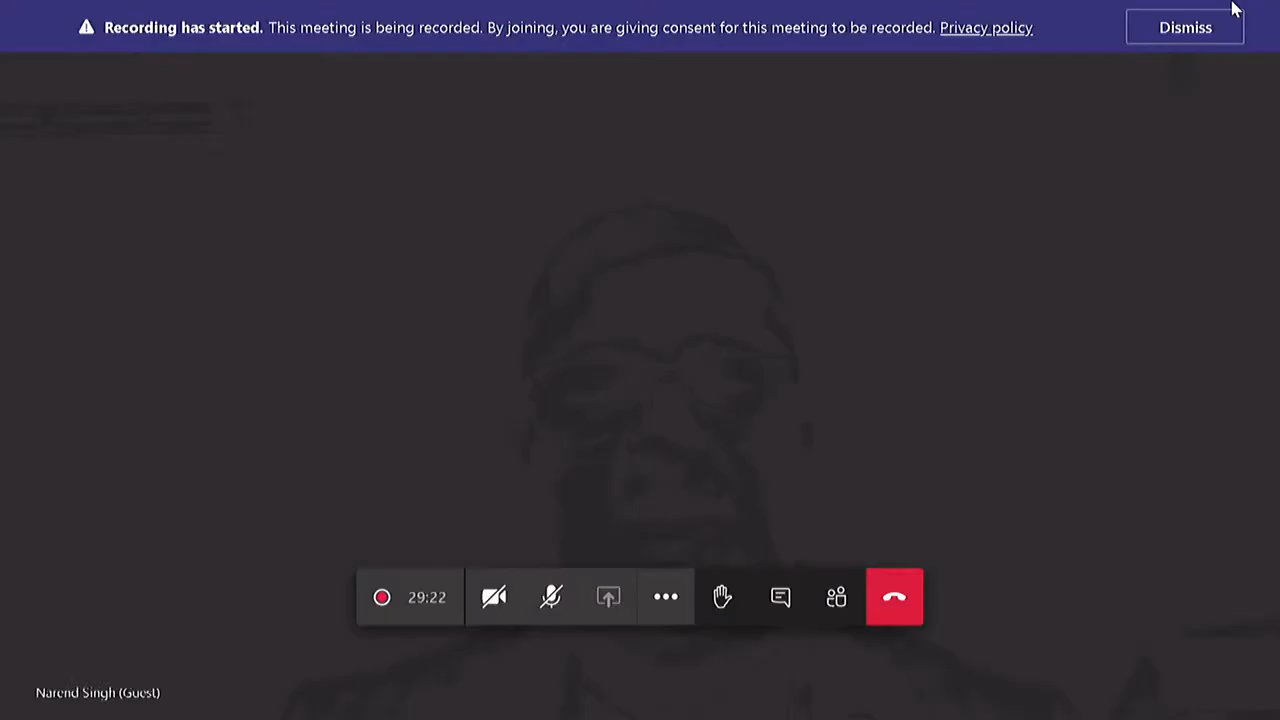 Recording has started. This meeting is being recorded. By joining, you are giving consent for this meeting to be recorded. Privacy policy
Dismiss
29:22
Narend Singh (Guest)